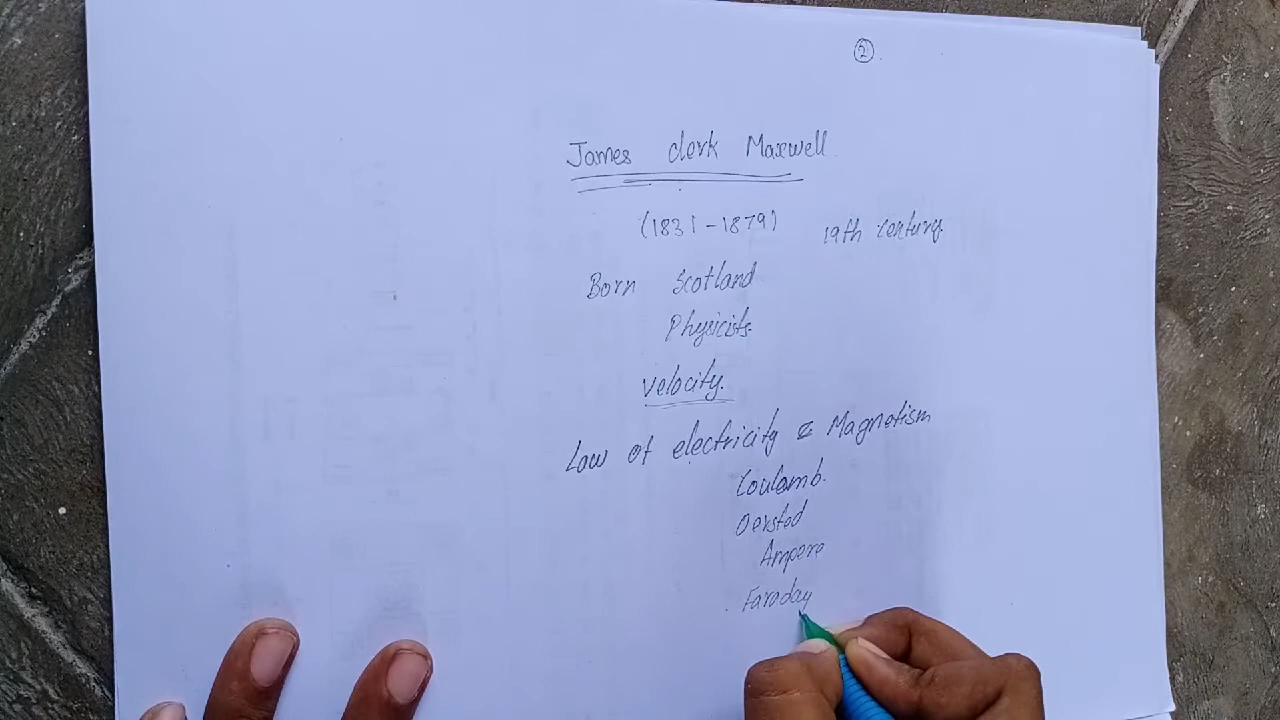 ②
James clerk Maxwell
(1831-1879) 19th century
Born Scotland
Physicists
velocity.
Law of electricity & Magnetism
Coulamb.
Oersted
Ampere
Faraday